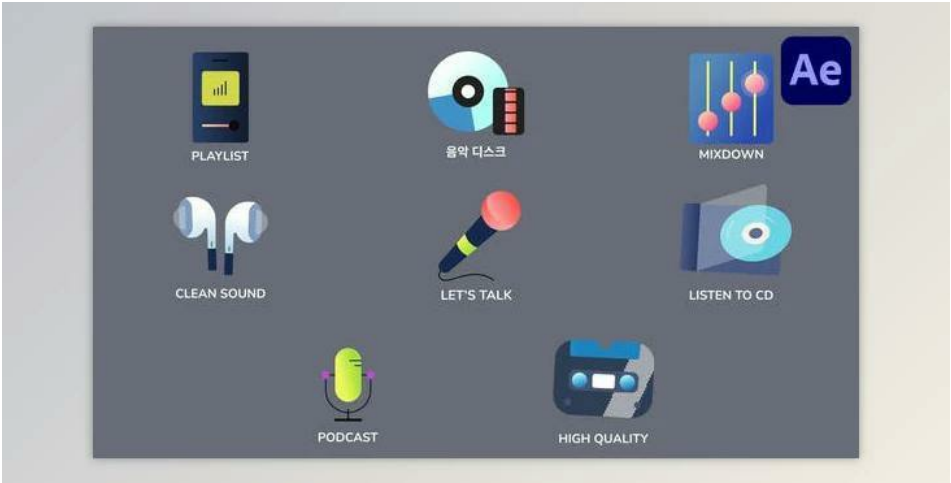 Ae
PLAYLIST
음악 디스크
MIXDOWN
CLEAN SOUND
LET'S TALK
LISTEN TO CD
PODCAST
HIGH QUALITY